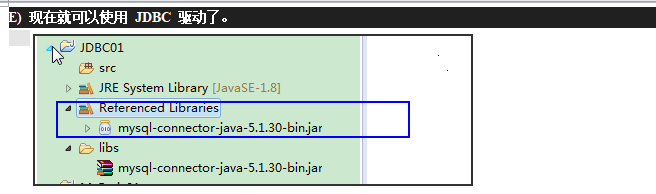 E) 现在就可以使用 JDBC 驱动了。
JDBC01
src
JRE System Library [JavaSE-1.8]
Referenced Libraries
mysql-connector-java-5.1.30-bin.jar
libs
mysql-connector-java-5.1.30-bin.jar